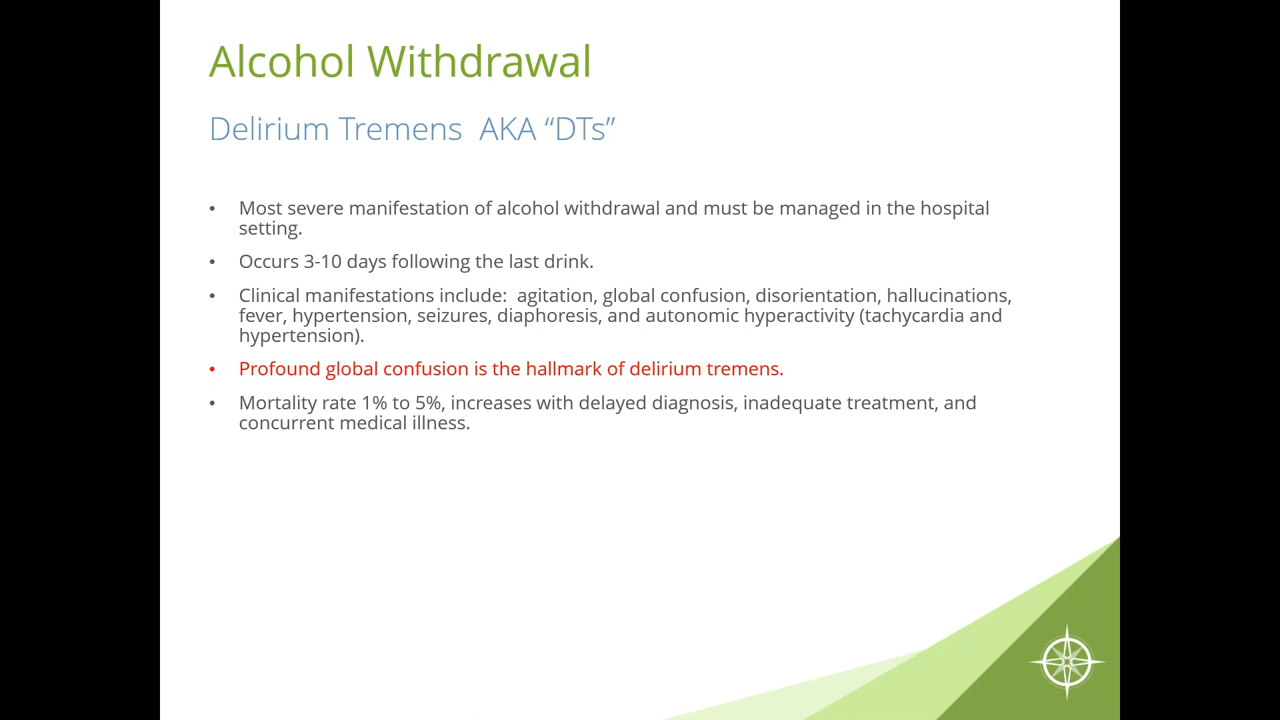 Alcohol Withdrawal
Delirium Tremens  AKA “DTs”
• Most severe manifestation of alcohol withdrawal and must be managed in the hospital
setting.
• Occurs 3-10 days following the last drink.
• Clinical manifestations include:  agitation, global confusion, disorientation, hallucinations,
fever, hypertension, seizures, diaphoresis, and autonomic hyperactivity (tachycardia and
hypertension).
• Profound global confusion is the hallmark of delirium tremens.
• Mortality rate 1% to 5%, increases with delayed diagnosis, inadequate treatment, and
concurrent medical illness.